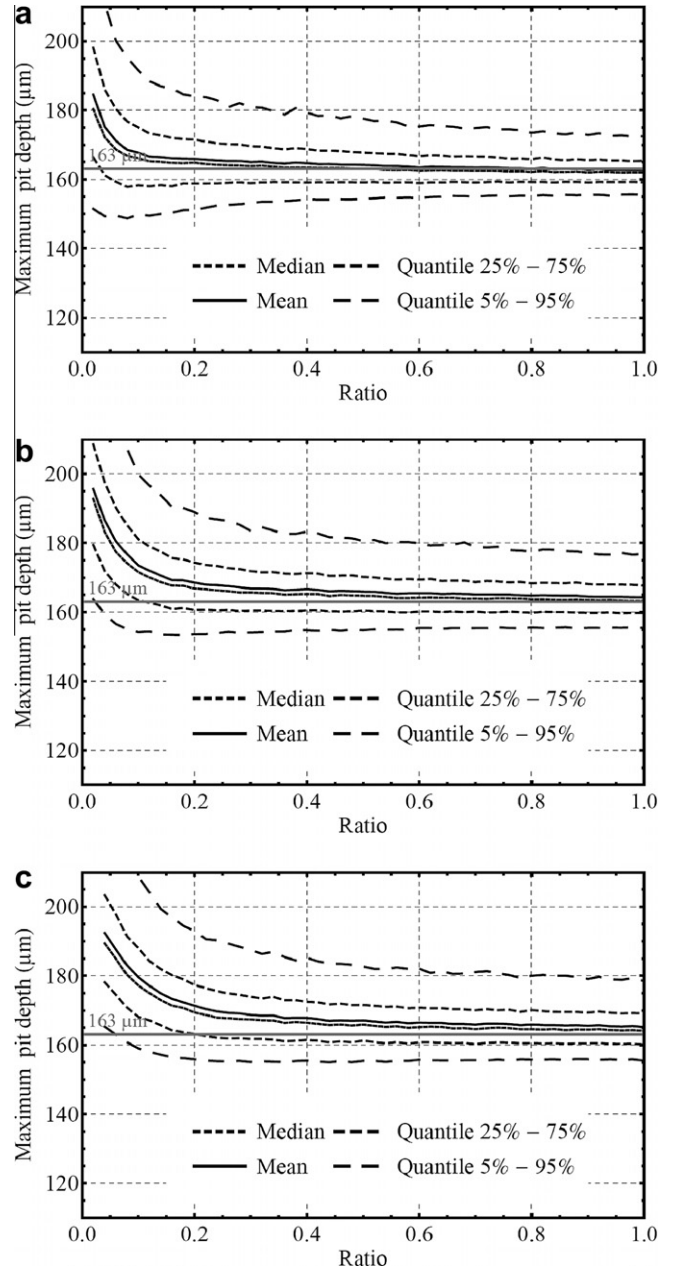 a
Maximum pit depth (μm)
200
180
160
140
120
163 μm
Median
Quantile 25% – 75%
Mean
Quantile 5% – 95%
0.0 0.2 0.4 0.6 0.8 1.0
Ratio
b
Maximum pit depth (μm)
200
180
160
140
120
163 μm
Median
Quantile 25% – 75%
Mean
Quantile 5% – 95%
0.0 0.2 0.4 0.6 0.8 1.0
Ratio
c
Maximum pit depth (μm)
200
180
160
140
120
163 μm
Median
Quantile 25% – 75%
Mean
Quantile 5% – 95%
0.0 0.2 0.4 0.6 0.8 1.0
Ratio